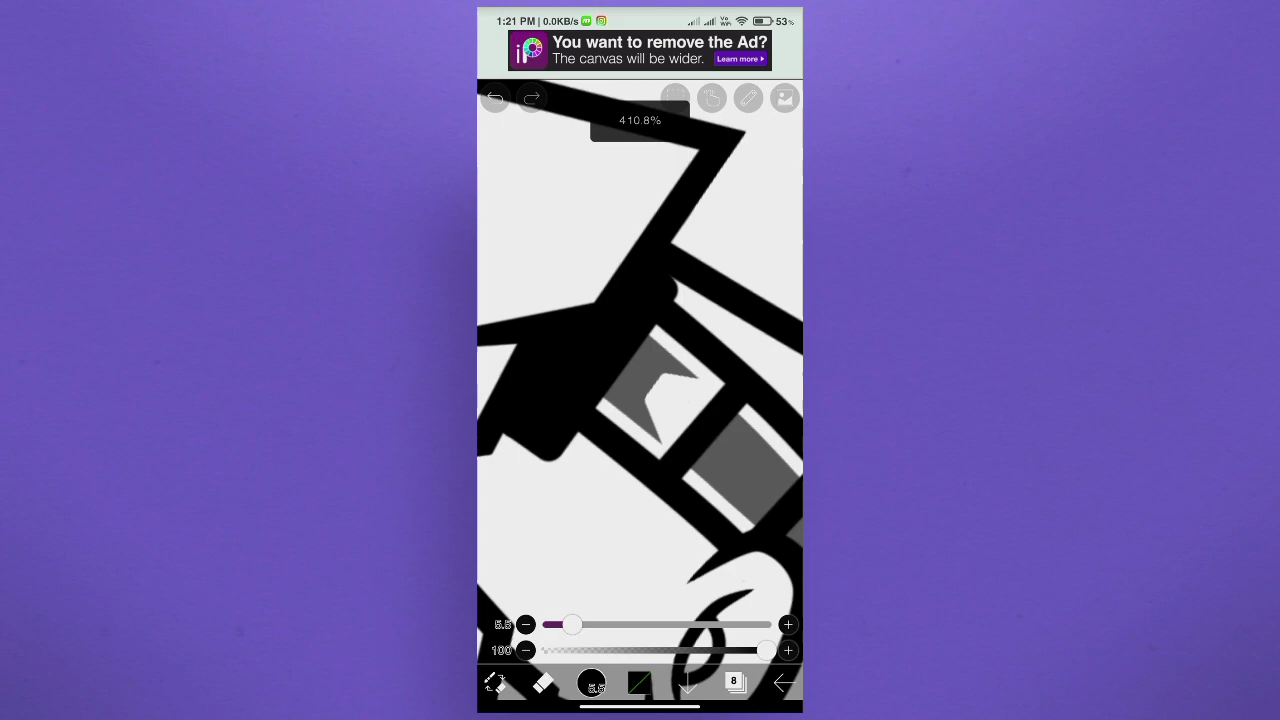 1:21 PM | 0.0KB/s 53%
You want to remove the Ad?
The canvas will be wider. Learn more
410.8%
5.5
100
5.5
8